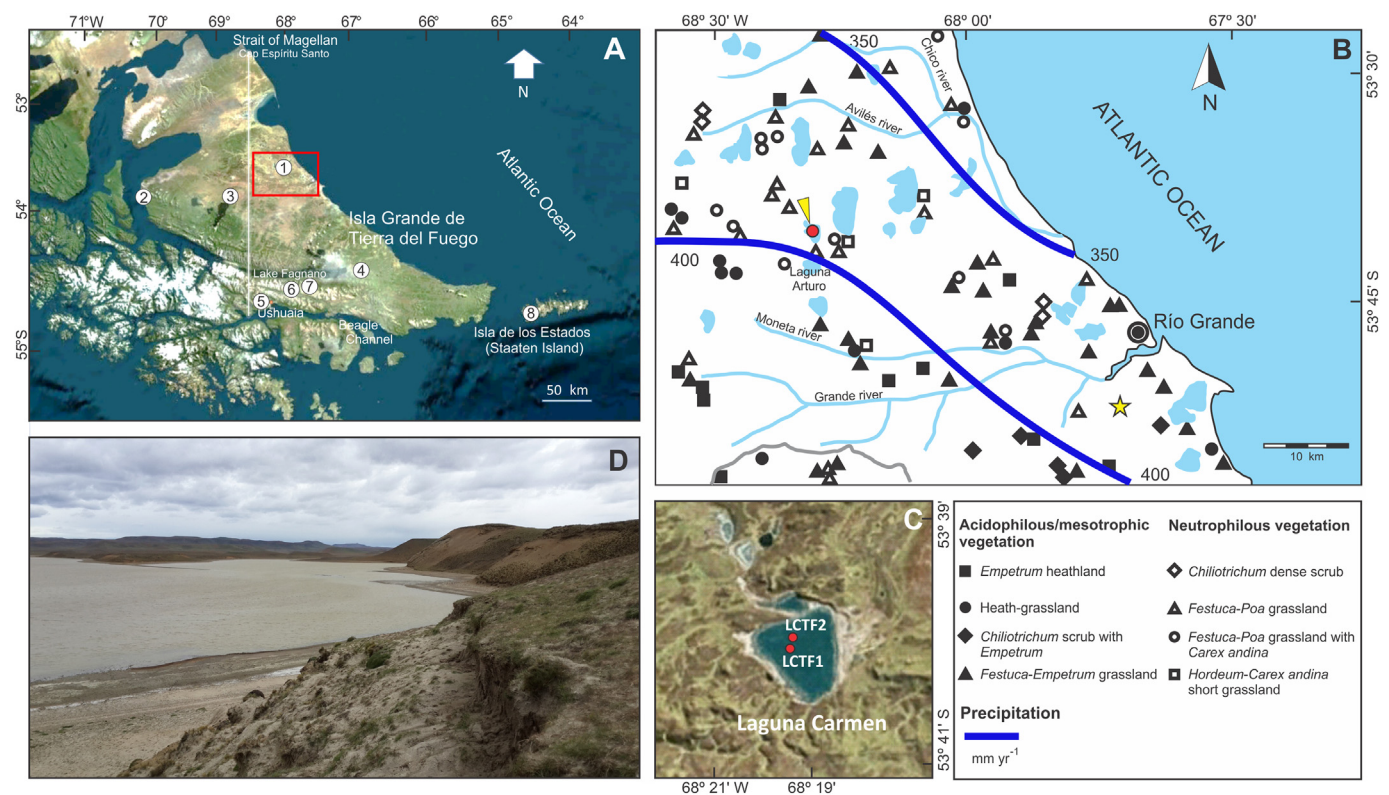 71°W
70°
69°
68°
67°
66°
65°
64°
Strait of Magellan
Cap Espíritu Santo
A
N
53°
54°
55°S
1
2
3
Atlantic Ocean
Isla Grande de
Tierra del Fuego
4
Lake Fagnano
7
6
5
Ushuaia
8
Beagle
Channel
Isla de los Estados
(Staaten Island)
50 km
68° 30' W
68° 00'
67° 30'
B
350
Chico river
N
53° 30'
Avilés river
ATLANTIC OCEAN
400
350
Laguna
Arturo
53° 45' S
Moneta river
Río Grande
Grande river
10 km
400
D
C
53° 39'
LCTF2
LCTF1
Laguna Carmen
53° 41' S
68° 21' W
68° 19'
Acidophilous/mesotrophic
vegetation
Empetrum heathland
Heath-grassland
Chiliotrichum scrub with
Empetrum
Festuca-Empetrum grassland
Neutrophilous vegetation
Chiliotrichum dense scrub
Festuca-Poa grassland
Festuca-Poa grassland with
Carex andina
Hordeum-Carex andina
short grassland
Precipitation
mm yr-1